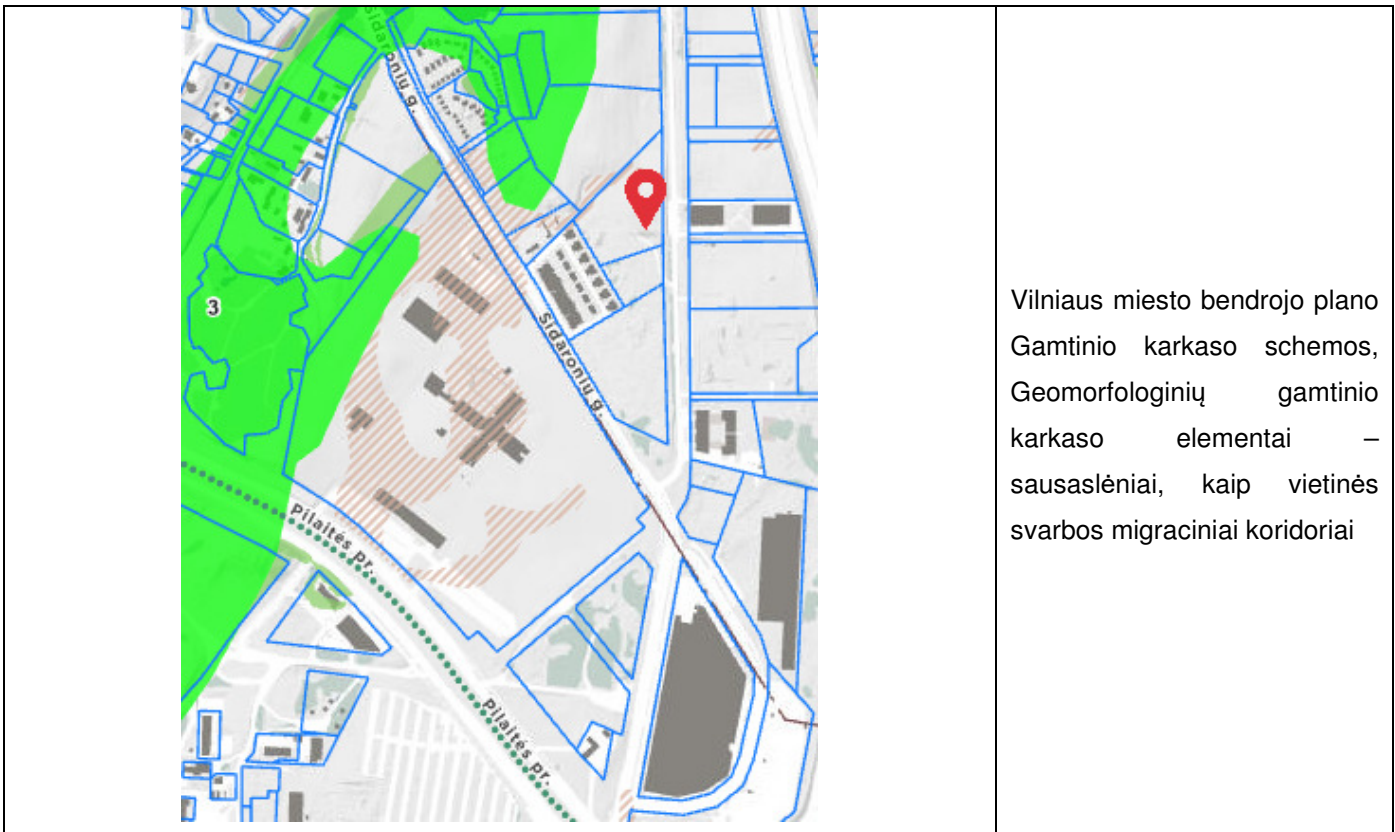 Sidaronių g.
3
Sidaronių g.
Pilaitės pr.
Pilaitės pr.
Vilniaus miesto bendrojo plano
Gamtinio karkaso schemos,
Geomorfologinių gamtinio
karkaso elementai –
sausaslėniai, kaip vietinės
svarbos migraciniai koridoriai